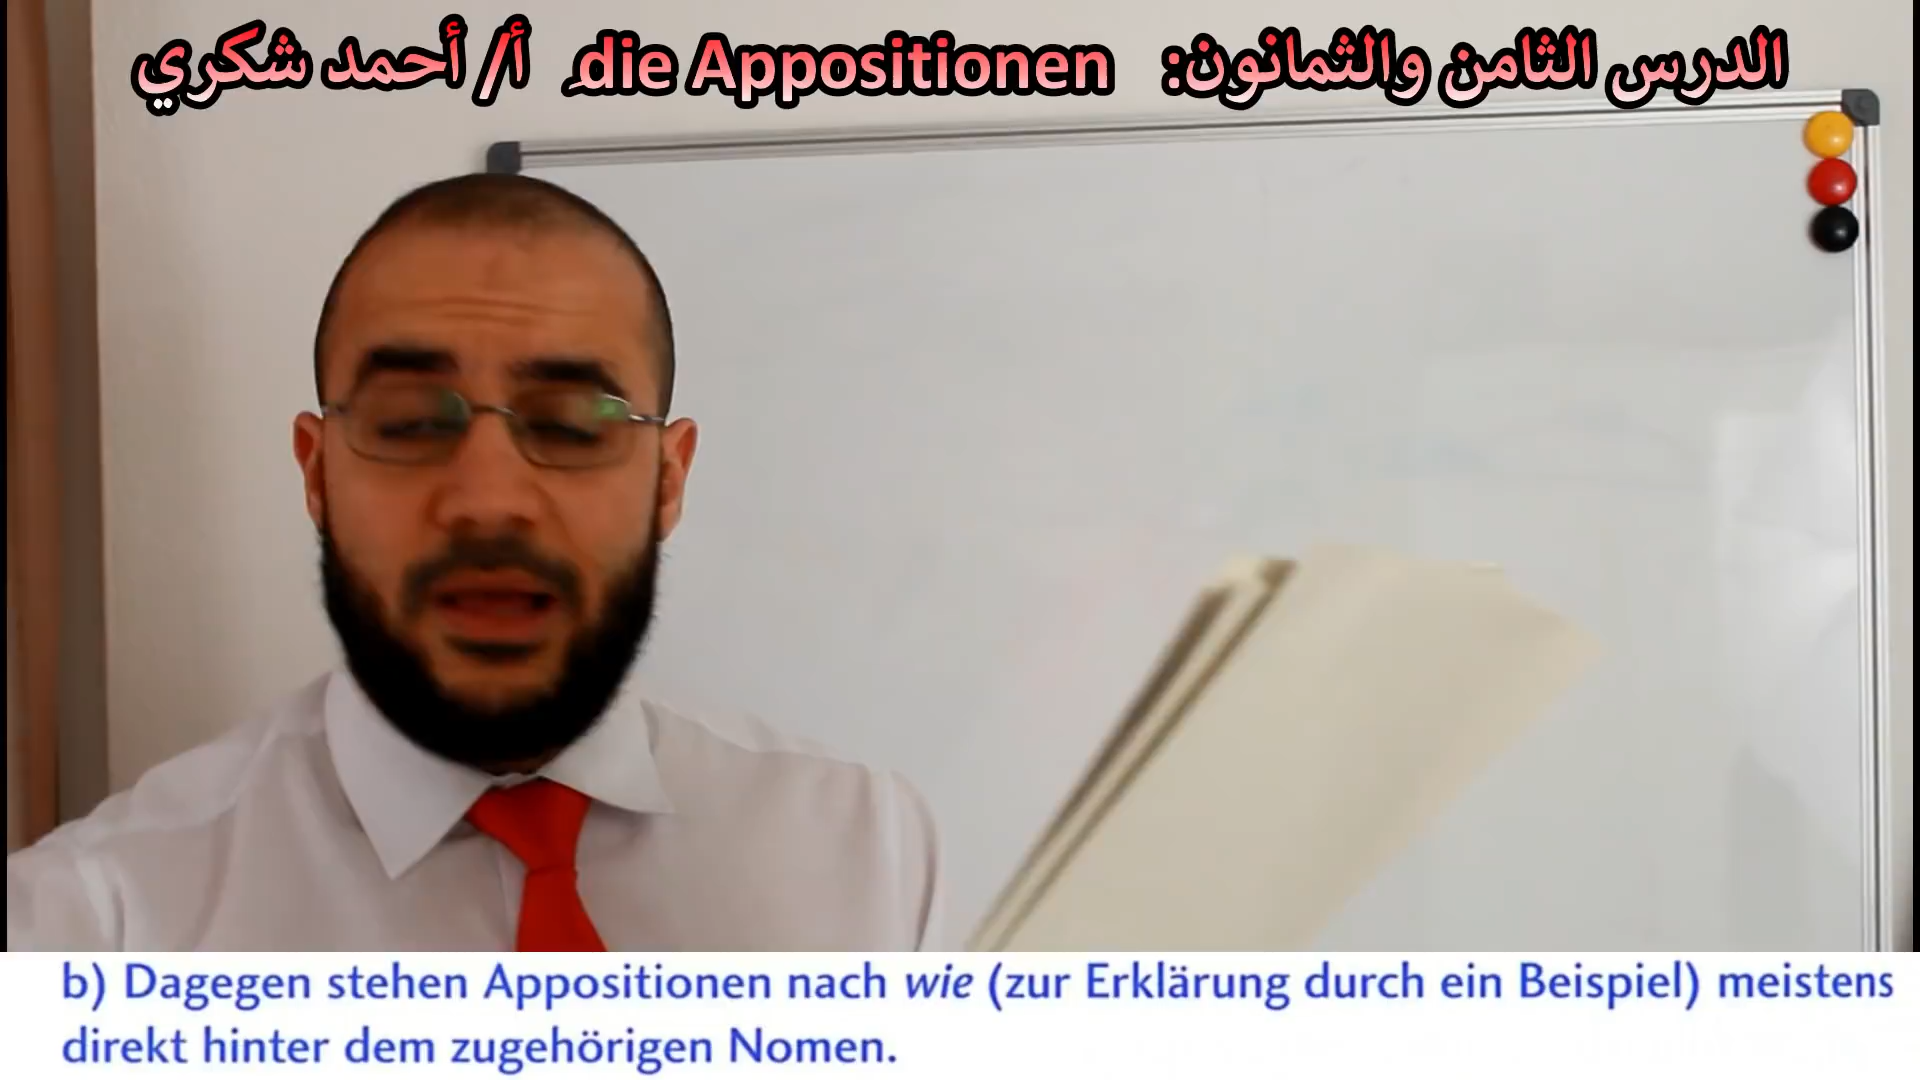 الدرس الثامن والثمانون: die Appositionen أ/ أحمد شكري
b) Dagegen stehen Appositionen nach wie (zur Erklärung durch ein Beispiel) meistens
direkt hinter dem zugehörigen Nomen.